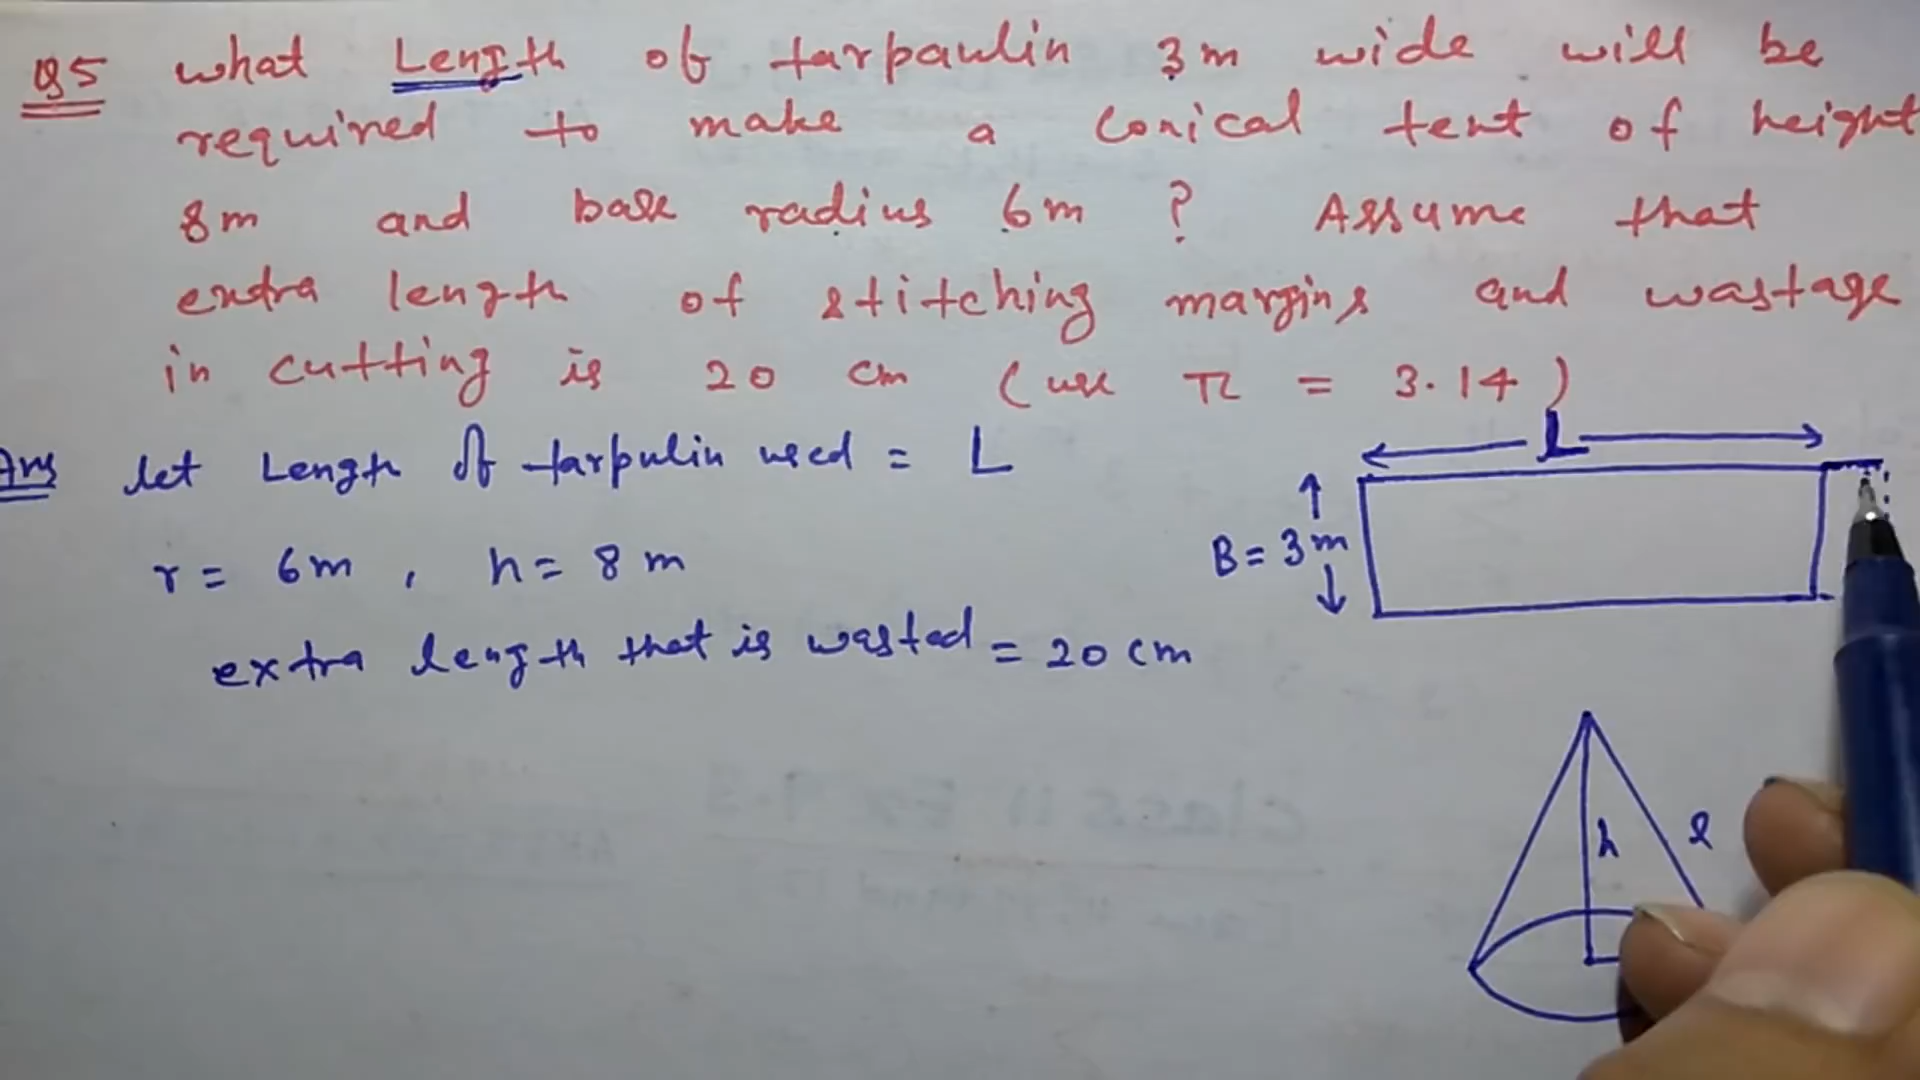 Q5 what Length of tarpaulin 3m wide will be
required to make a conical tent of height
8m and base radius 6m ? Assume that
extra length of stitching margins and wastage
in cutting is 20 cm (use π = 3.14)
Ans let Length of tarpulin used = L
r = 6m , h = 8 m
extra length that is wasted = 20 cm
L
B = 3m
h
l